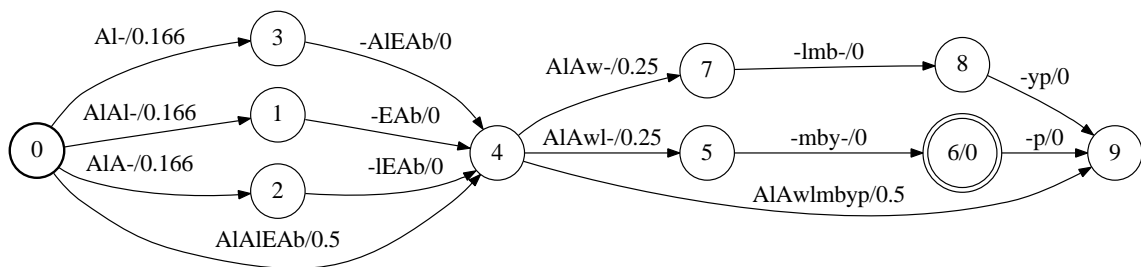 Al-/0.166
3
-AlEAb/0
AlAw-/0.25
7
-lmb-/0
8
-yp/0
AlAl-/0.166
1
-EAb/0
0
4
AlAwl-/0.25
5
-mby-/0
6/0
-p/0
9
AlA-/0.166
2
-lEAb/0
AlAwlmbyp/0.5
AlAlEAb/0.5